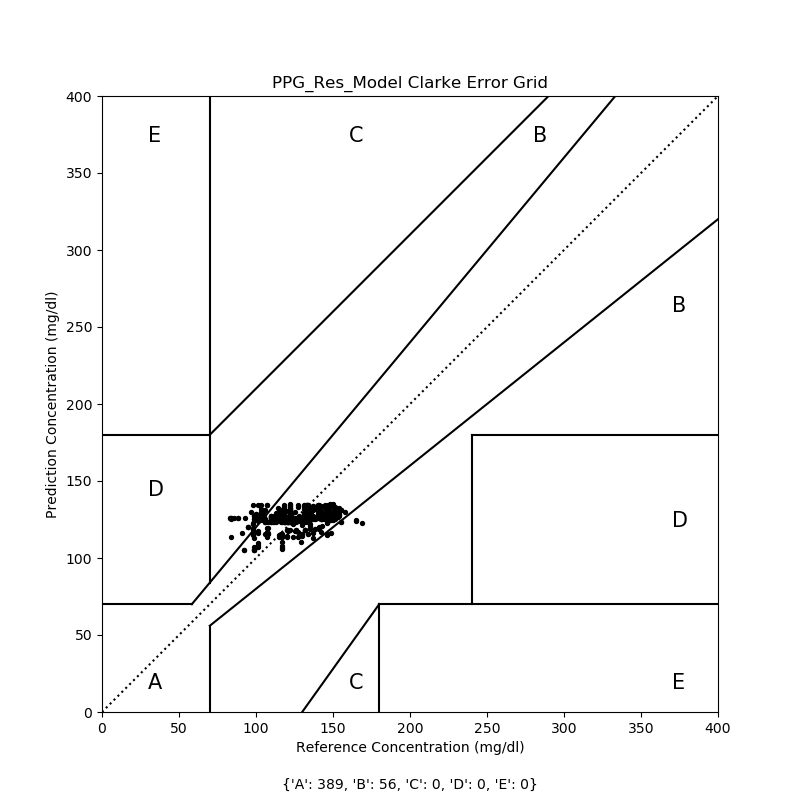 PPG_Res_Model Clarke Error Grid
400
350
300
250
200
150
100
50
0
Prediction Concentration (mg/dl)
E
C
B
B
D
D
A
C
E
0 50 100 150 200 250 300 350 400
Reference Concentration (mg/dl)
{'A': 389, 'B': 56, 'C': 0, 'D': 0, 'E': 0}